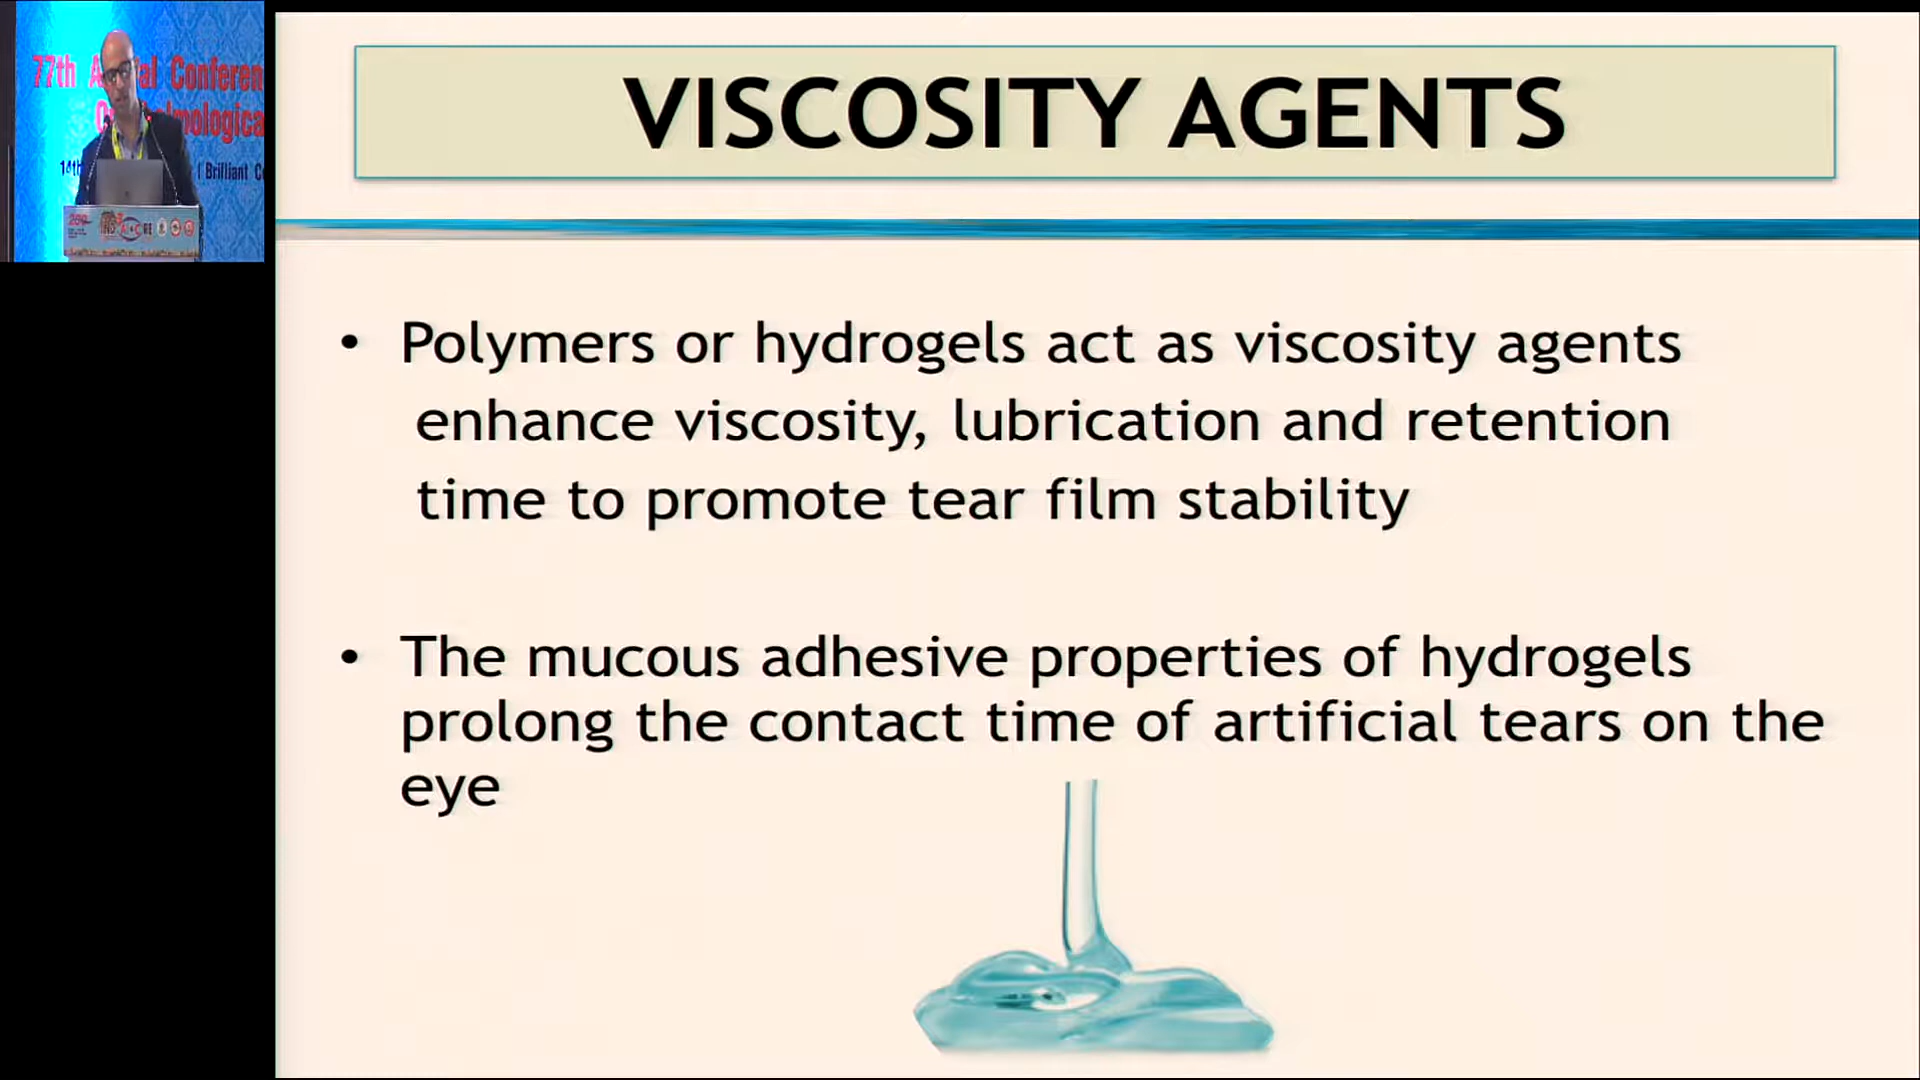 77th
Conferen
14th
Brilliant
VISCOSITY AGENTS
• Polymers or hydrogels act as viscosity agents
enhance viscosity, lubrication and retention
time to promote tear film stability
• The mucous adhesive properties of hydrogels
prolong the contact time of artificial tears on the
eye